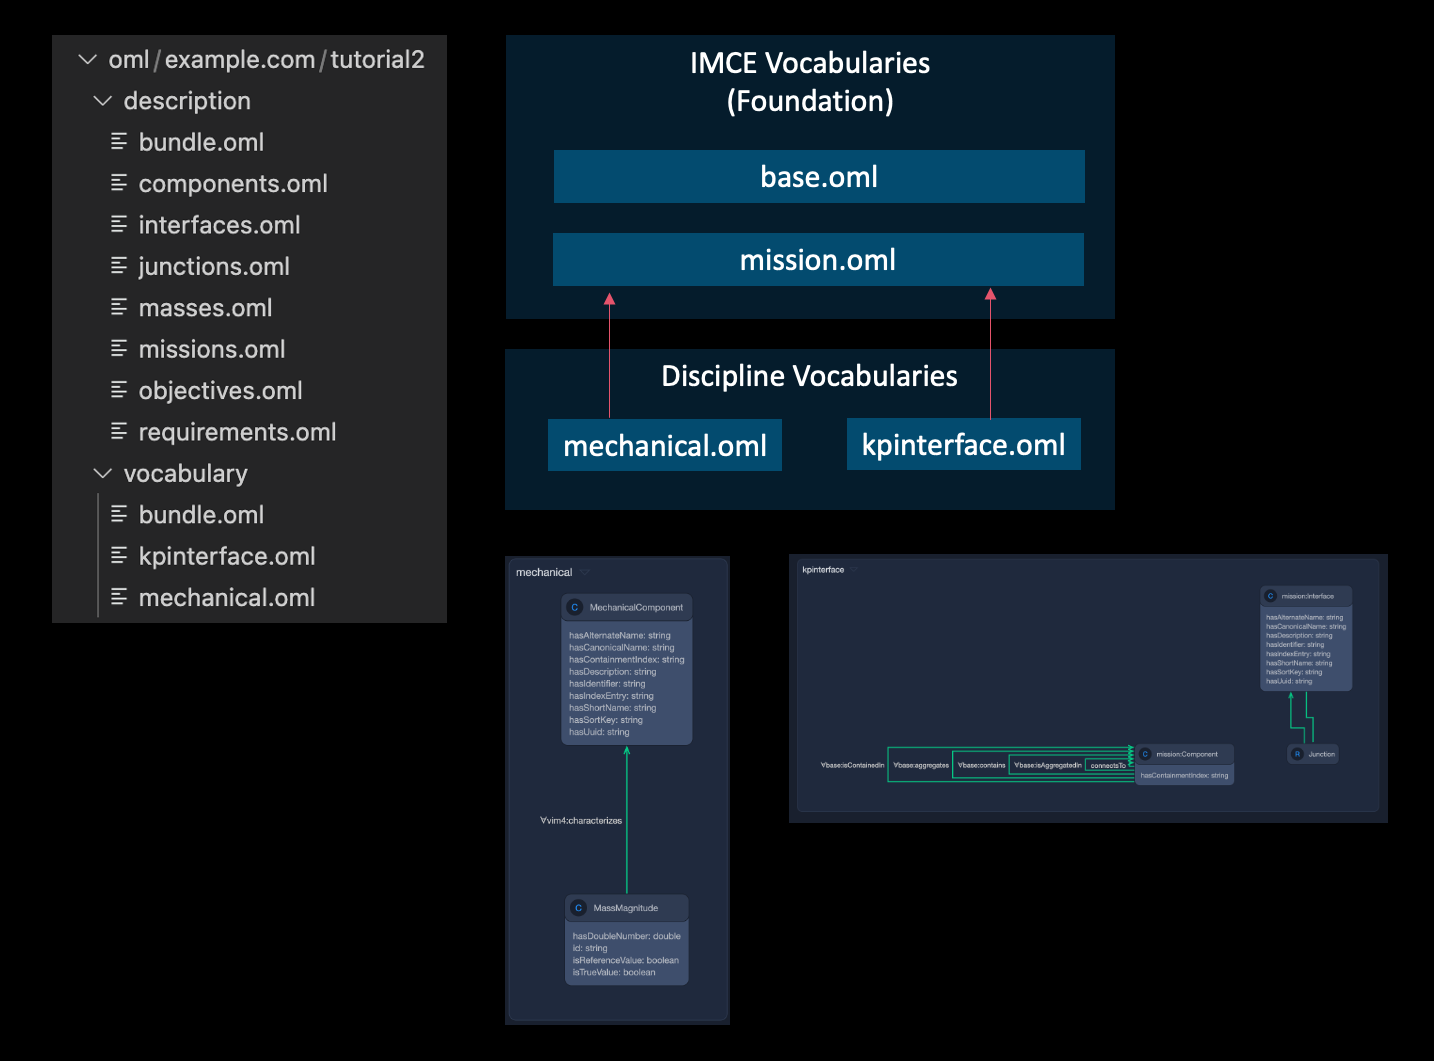 oml/example.com/tutorial2
description
bundle.oml
components.oml
interfaces.oml
junctions.oml
masses.oml
missions.oml
objectives.oml
requirements.oml
vocabulary
bundle.oml
kpinterface.oml
mechanical.oml
IMCE Vocabularies
(Foundation)
base.oml
mission.oml
Discipline Vocabularies
mechanical.oml
kpinterface.oml
mechanical
C MechanicalComponent
hasAlternateName: string
hasCanonicalName: string
hasContainmentIndex: string
hasDescription: string
hasIdentifier: string
hasIndexEntry: string
hasShortName: string
hasSortKey: string
hasUuid: string
∀vim4:characterizes
C MassMagnitude
hasDoubleNumber: double
id: string
isReferenceValue: boolean
isTrueValue: boolean
kpinterface
C mission:Interface
hasAlternateName: string
hasCanonicalName: string
hasDescription: string
hasIdentifier: string
hasIndexEntry: string
hasShortName: string
hasSortKey: string
hasUuid: string
R Junction
∀base:isContainedIn
∀base:aggregates
∀base:contains
∀base:isAggregatedIn
connectsTo
C mission:Component
hasContainmentIndex: string